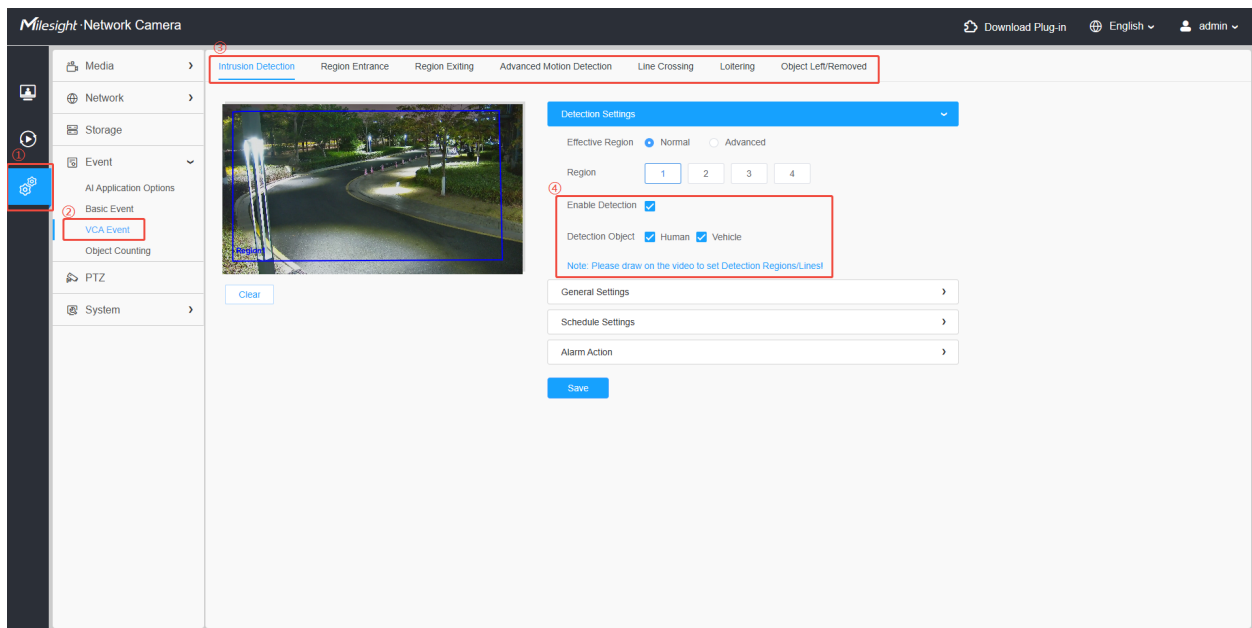 Milesight · Network Camera
Download Plug-in
English
admin
①
②
③
④
Media
Network
Storage
Event
AI Application Options
Basic Event
VCA Event
Object Counting
PTZ
System
Intrusion Detection Region Entrance Region Exiting Advanced Motion Detection Line Crossing Loitering Object Left/Removed
Region1
Clear
Detection Settings
Effective Region Normal Advanced
Region 1 2 3 4
Enable Detection
Detection Object Human Vehicle
Note: Please draw on the video to set Detection Regions/Lines!
General Settings
Schedule Settings
Alarm Action
Save